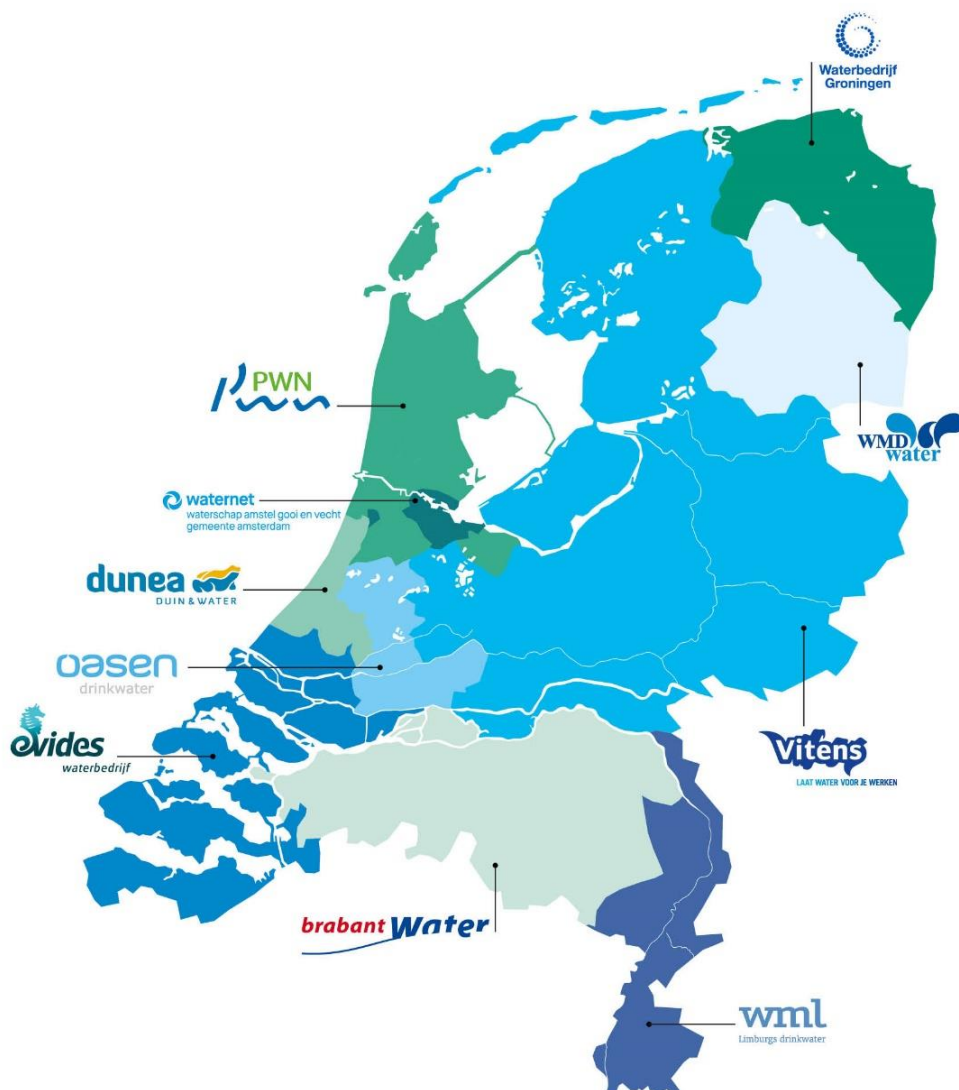 Waterbedrijf
Groningen
PWN
WMD
water
waternet
waterschap amstel gooi en vecht
gemeente amsterdam
dunea
DUIN & WATER
oasen
drinkwater
evides
waterbedrijf
Vitens
LAAT WATER VOOR JE WERKEN
brabant Water
wml
Limburgs drinkwater